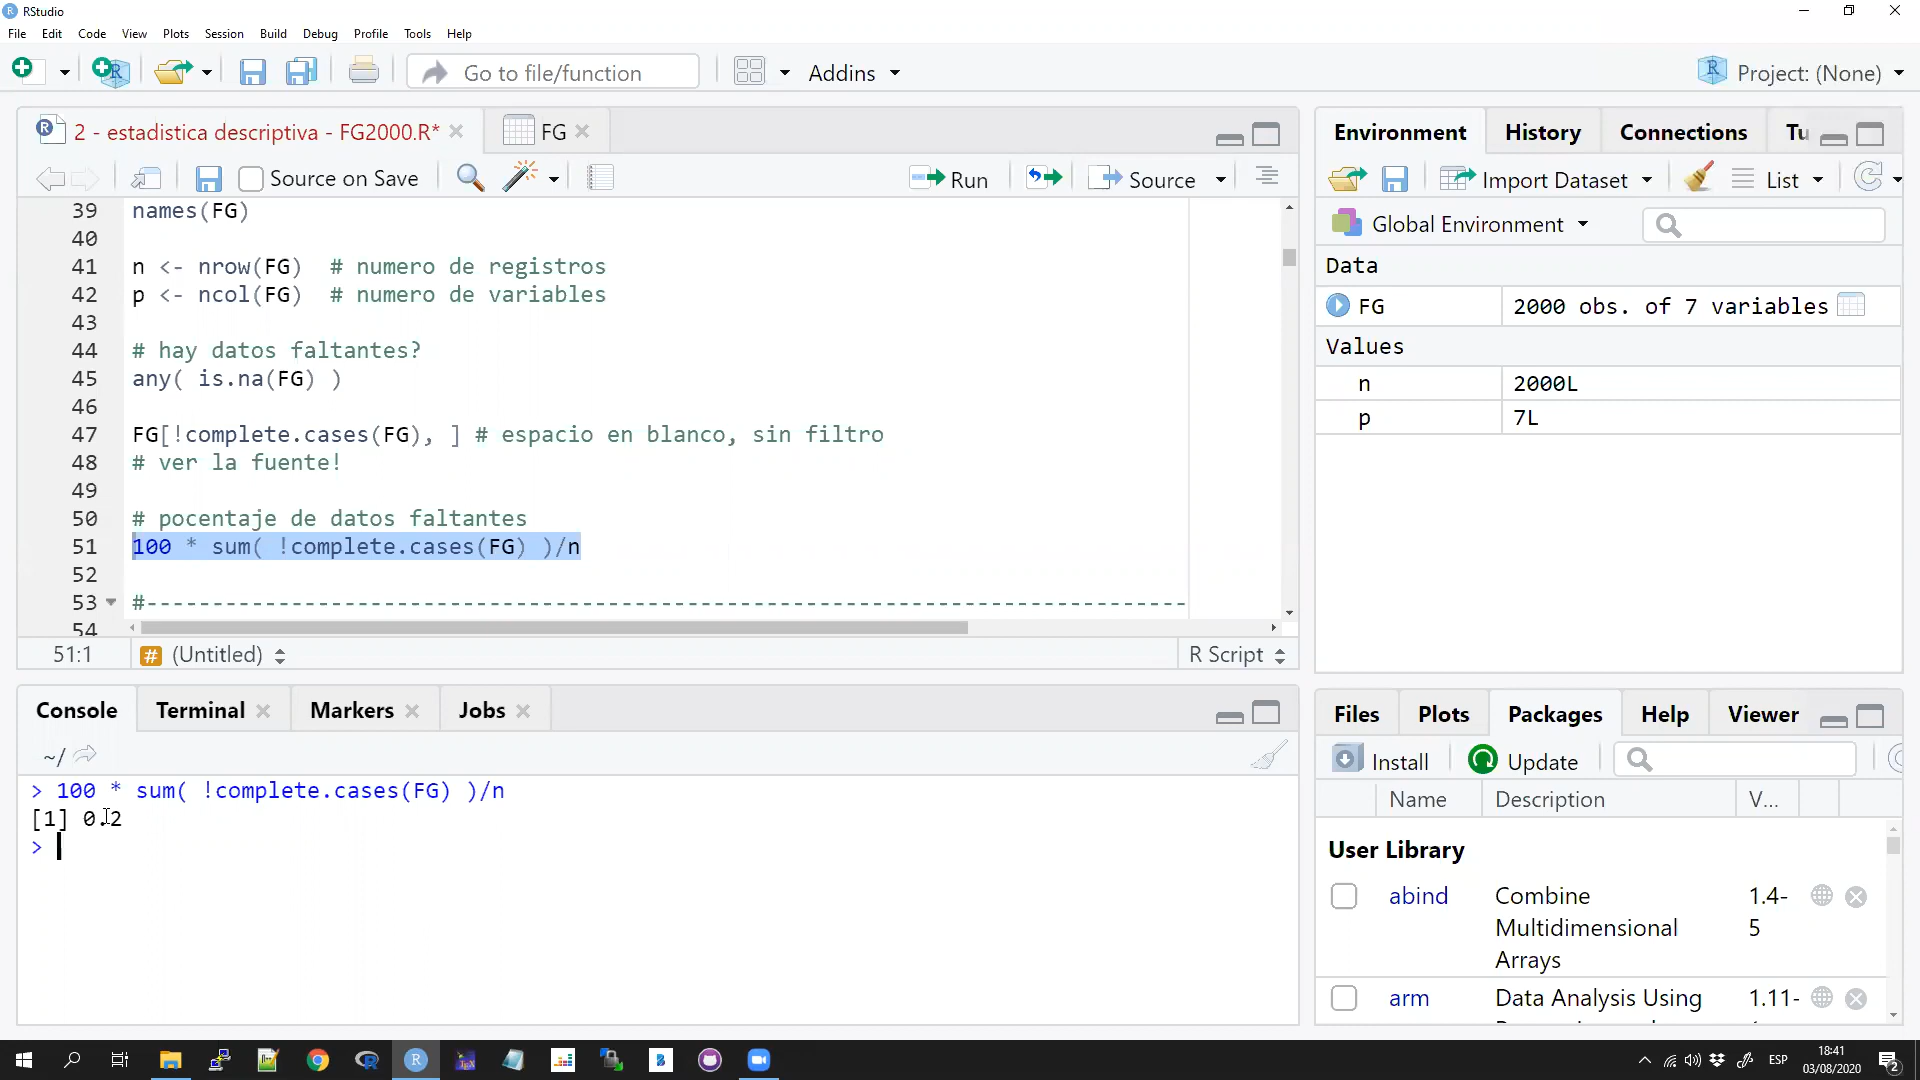 RStudio
File Edit Code View Plots Session Build Debug Profile Tools Help
Go to file/function
Addins
Project: (None)
2 - estadistica descriptiva - FG2000.R*
FG
Source on Save
Run
Source
39 names(FG)
40
41 n <- nrow(FG)  # numero de registros
42 p <- ncol(FG)  # numero de variables
43
44 # hay datos faltantes?
45 any( is.na(FG) )
46
47 FG[!complete.cases(FG), ] # espacio en blanco, sin filtro
48 # ver la fuente!
49
50 # pocentaje de datos faltantes
51 100 * sum( !complete.cases(FG) )/n
52
53 #-------------------------------------------------------------------------------
54
51:1 # (Untitled) R Script
Console Terminal Markers Jobs
~/
> 100 * sum( !complete.cases(FG) )/n
[1] 0.2
>
Environment History Connections Tu
Import Dataset List
Global Environment
Data
FG 2000 obs. of 7 variables
Values
n 2000L
p 7L
Files Plots Packages Help Viewer
Install Update
Name Description V...
User Library
abind Combine Multidimensional Arrays 1.4-5
arm Data Analysis Using 1.11-
ESP
18:41
03/08/2020
2